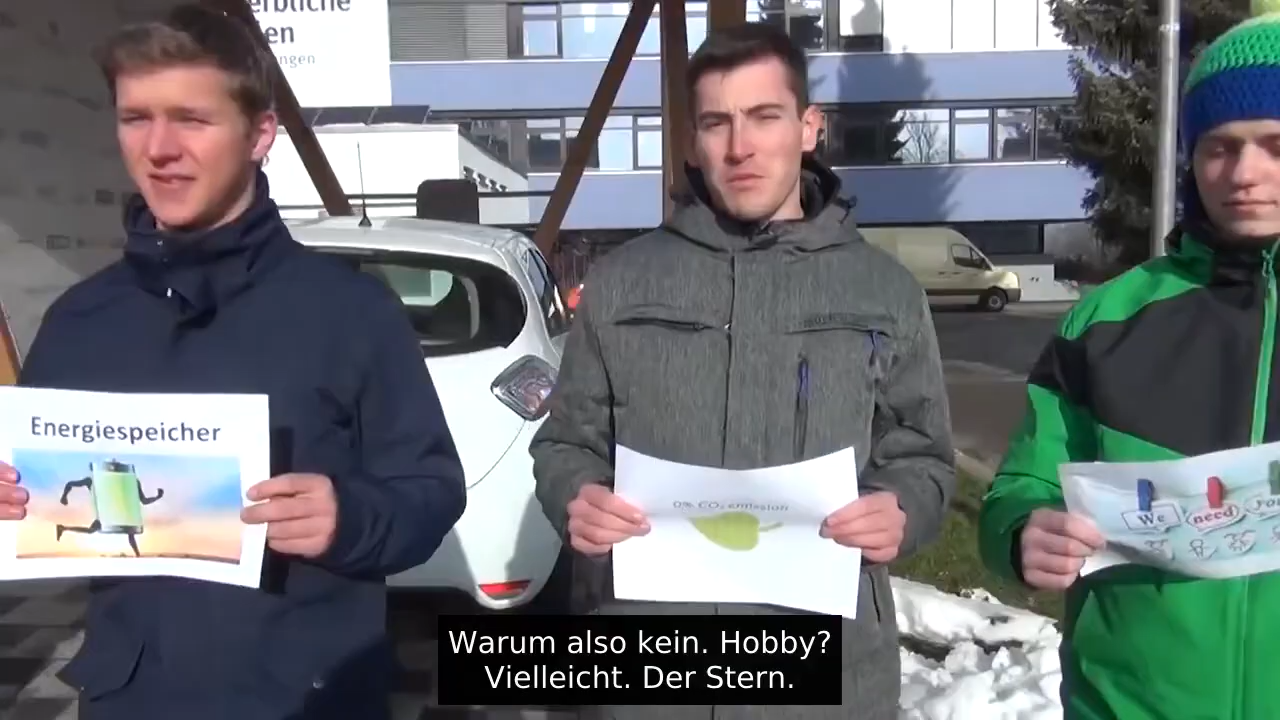 erbliche
en
ngen
Energiespeicher
0% CO₂ emission
We need
Warum also kein. Hobby?
Vielleicht. Der Stern.